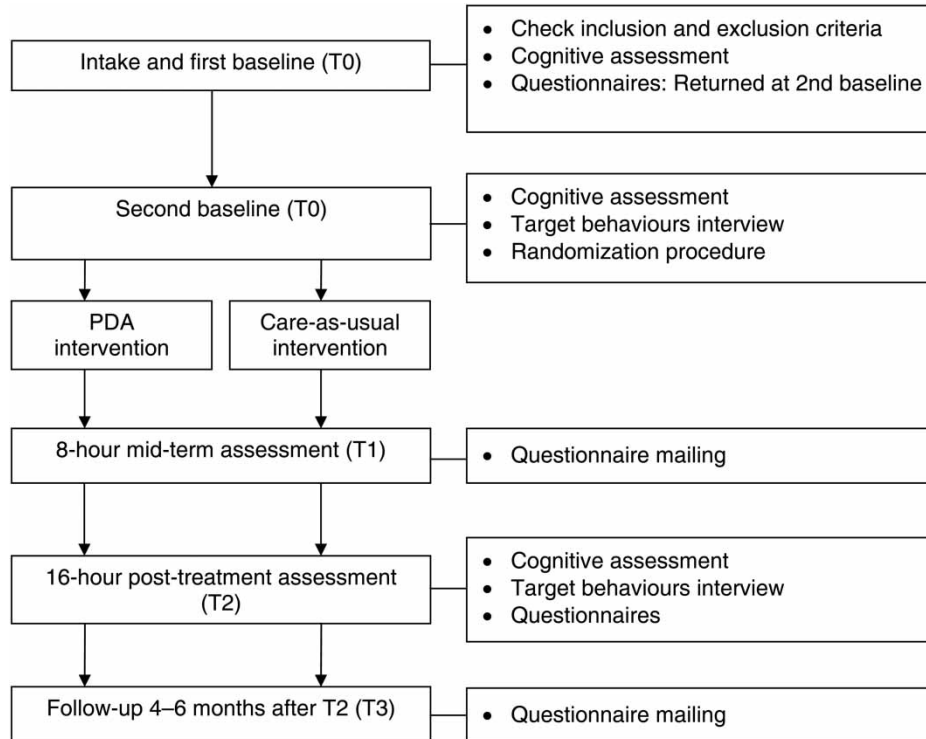 Intake and first baseline (T0)
• Check inclusion and exclusion criteria
• Cognitive assessment
• Questionnaires: Returned at 2nd baseline
Second baseline (T0)
• Cognitive assessment
• Target behaviours interview
• Randomization procedure
PDA
intervention
Care-as-usual
intervention
8-hour mid-term assessment (T1)
• Questionnaire mailing
16-hour post-treatment assessment
(T2)
• Cognitive assessment
• Target behaviours interview
• Questionnaires
Follow-up 4–6 months after T2 (T3)
• Questionnaire mailing